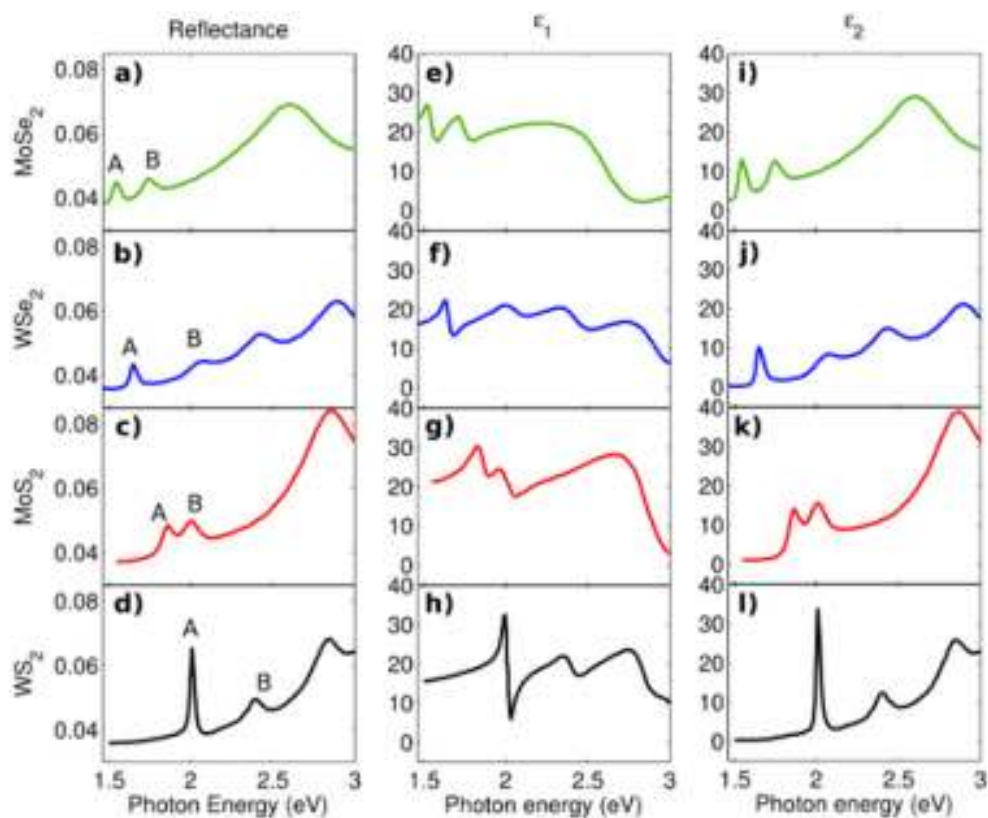 Reflectance
ε₁
ε₂
MoSe₂
0.08
0.06
0.04
a)
A
B
40
30
20
10
0
e)
40
30
20
10
0
i)
WSe₂
0.08
0.06
0.04
b)
A
B
40
30
20
10
0
f)
40
30
20
10
0
j)
MoS₂
0.08
0.06
0.04
c)
A
B
40
30
20
10
0
g)
40
30
20
10
0
k)
WS₂
0.08
0.06
0.04
d)
A
B
40
30
20
10
0
h)
40
30
20
10
0
l)
1.5 2 2.5 3
Photon Energy (eV)
1.5 2 2.5 3
Photon energy (eV)
1.5 2 2.5 3
Photon energy (eV)